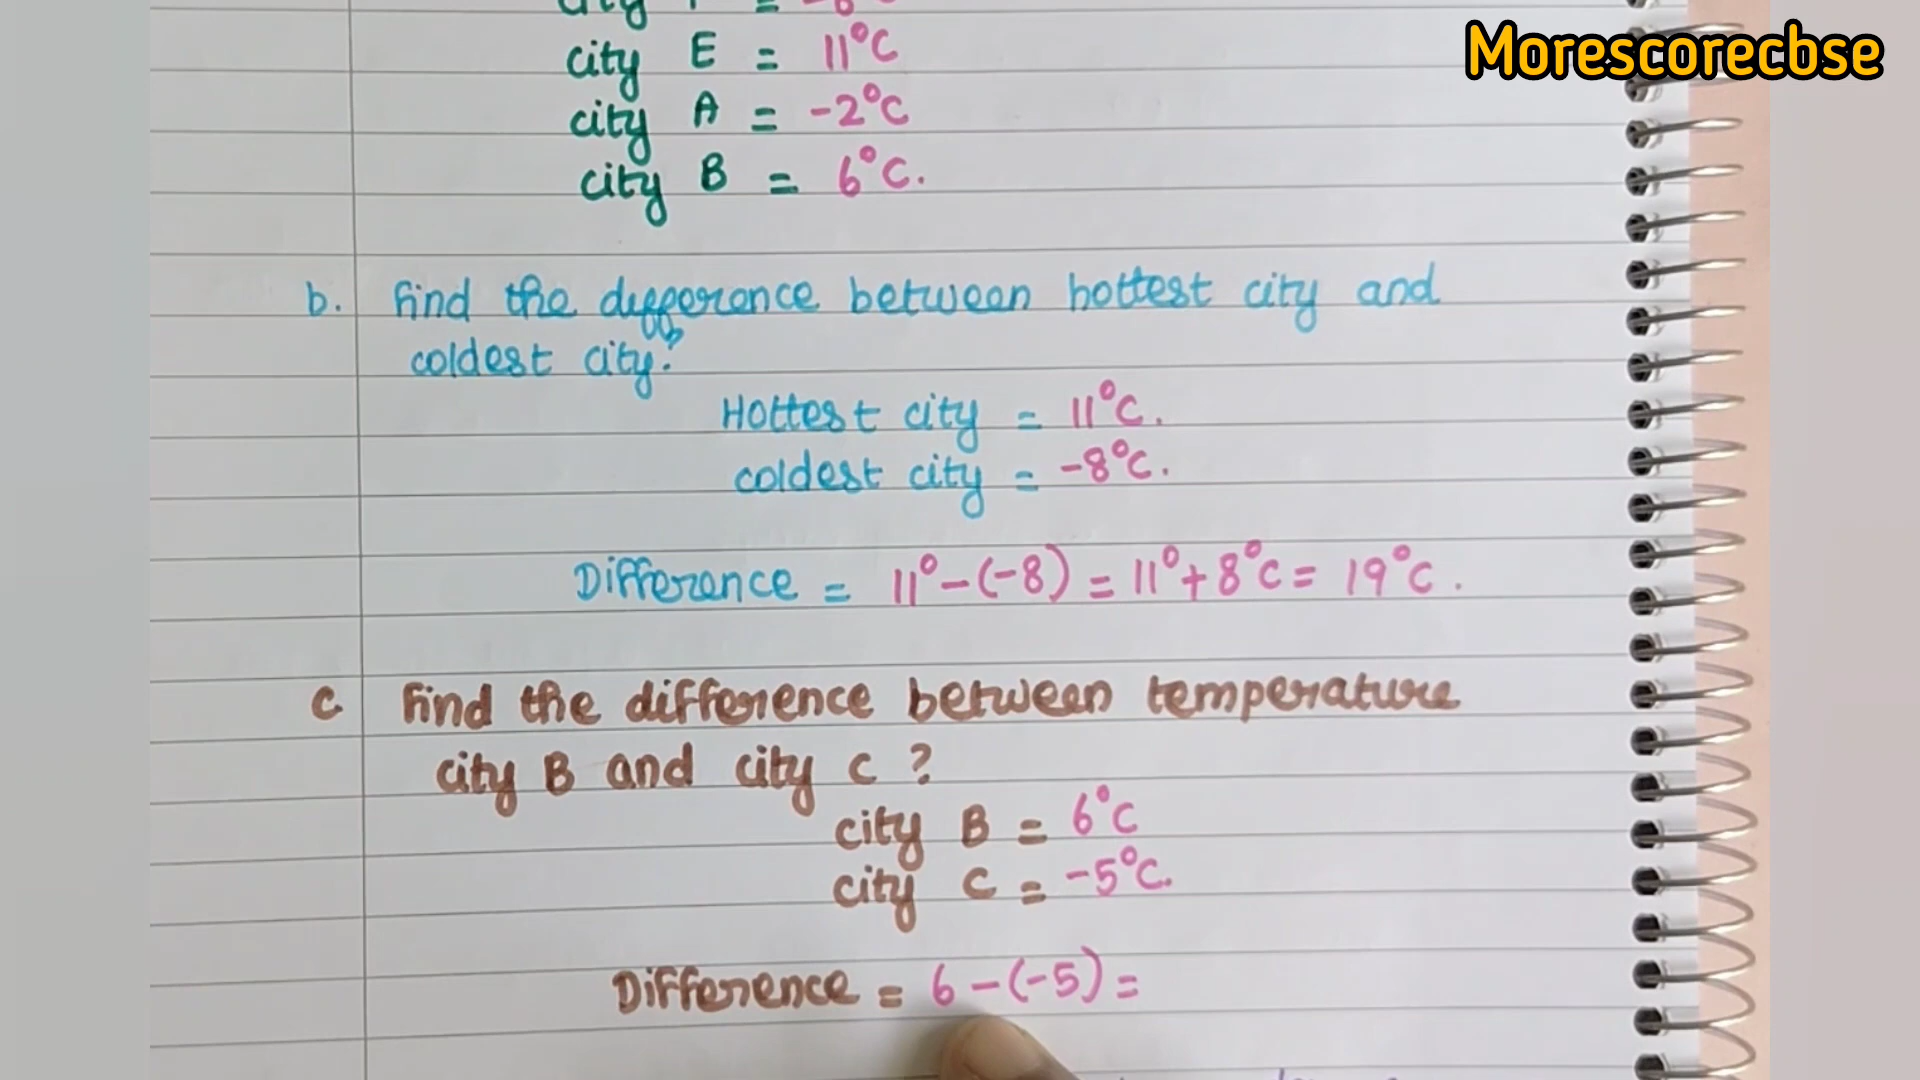 Morescorecbse
city E = 11°C
city A = -2°C
city B = 6°C.
b. Find the difference between hottest city and
coldest city?
Hottest city = 11°C.
coldest city = -8°C.
Difference = 11° - (-8) = 11° + 8°C = 19°C.
c. Find the difference between temperature
city B and city C ?
city B = 6°C
city C = -5°C.
Difference = 6 - (-5) =